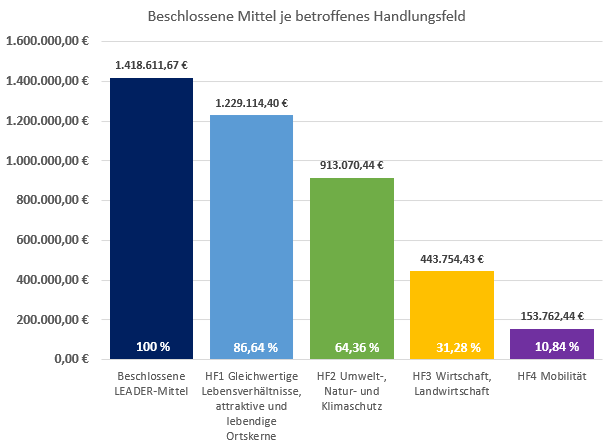 Beschlossene Mittel je betroffenes Handlungsfeld
1.600.000,00 €
1.400.000,00 €
1.200.000,00 €
1.000.000,00 €
800.000,00 €
600.000,00 €
400.000,00 €
200.000,00 €
0,00 €
1.418.611,67 €
1.229.114,40 €
913.070,44 €
443.754,43 €
153.762,44 €
100 %
86,64 %
64,36 %
31,28 %
10,84 %
Beschlossene
LEADER-Mittel
HF1 Gleichwertige
Lebensverhältnisse,
attraktive und
lebendige
Ortskerne
HF2 Umwelt-,
Natur- und
Klimaschutz
HF3 Wirtschaft,
Landwirtschaft
HF4 Mobilität